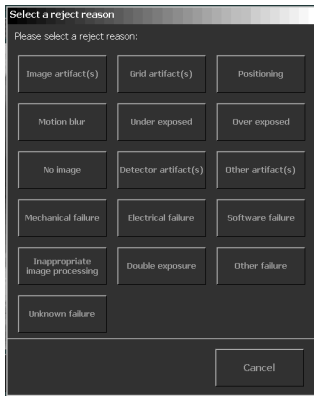 Select a reject reason
Please select a reject reason:
Image artifact(s) Grid artifact(s) Positioning
Motion blur Under exposed Over exposed
No image Detector artifact(s) Other artifact(s)
Mechanical failure Electrical failure Software failure
Inappropriate
image processing Double exposure Other failure
Unknown failure
Cancel